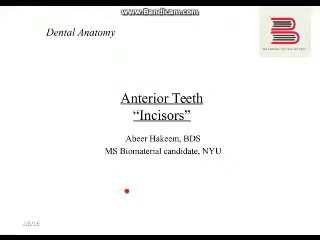 www.Bandicam.com
Dental Anatomy
Anterior Teeth
“Incisors”
Abeer Hakeem, BDS
MS Biomaterial candidate, NYU